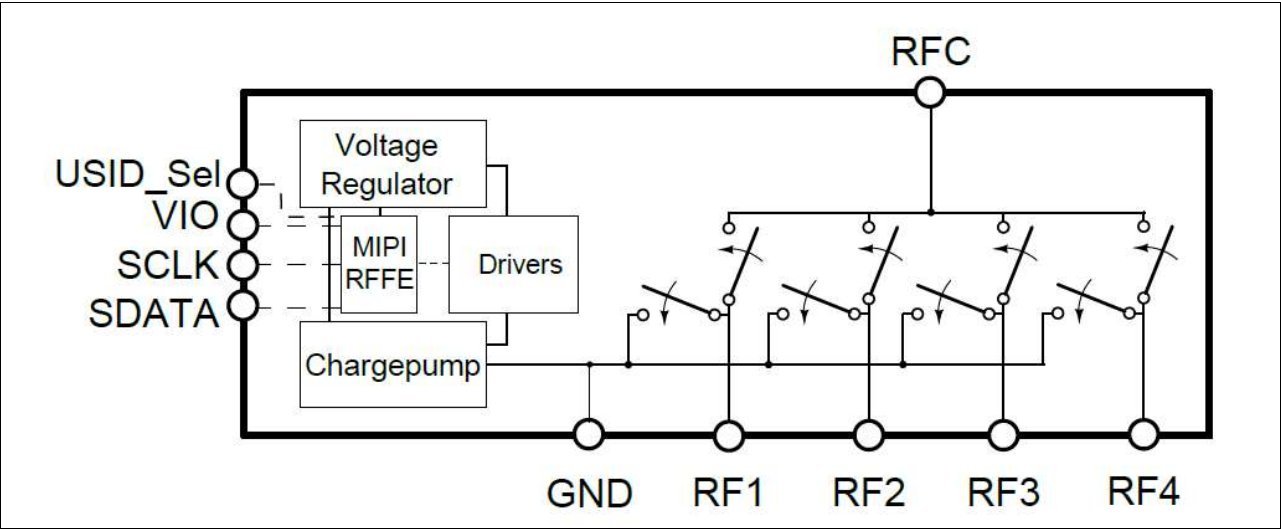 RFC
Voltage
Regulator
USID_Sel
VIO
SCLK
SDATA
MIPI
RFFE
Drivers
Chargepump
GND
RF1
RF2
RF3
RF4